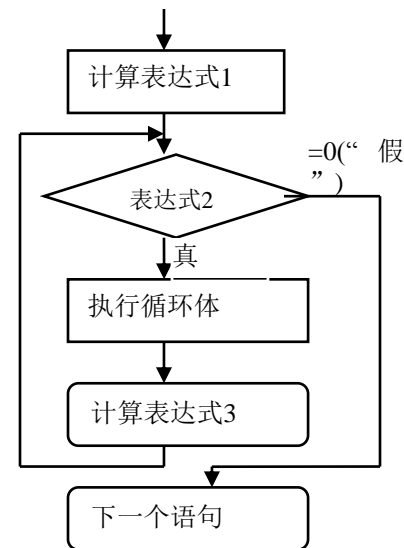 计算表达式1
=0(“ 假
”)
表达式2
真
执行循环体
计算表达式3
下一个语句